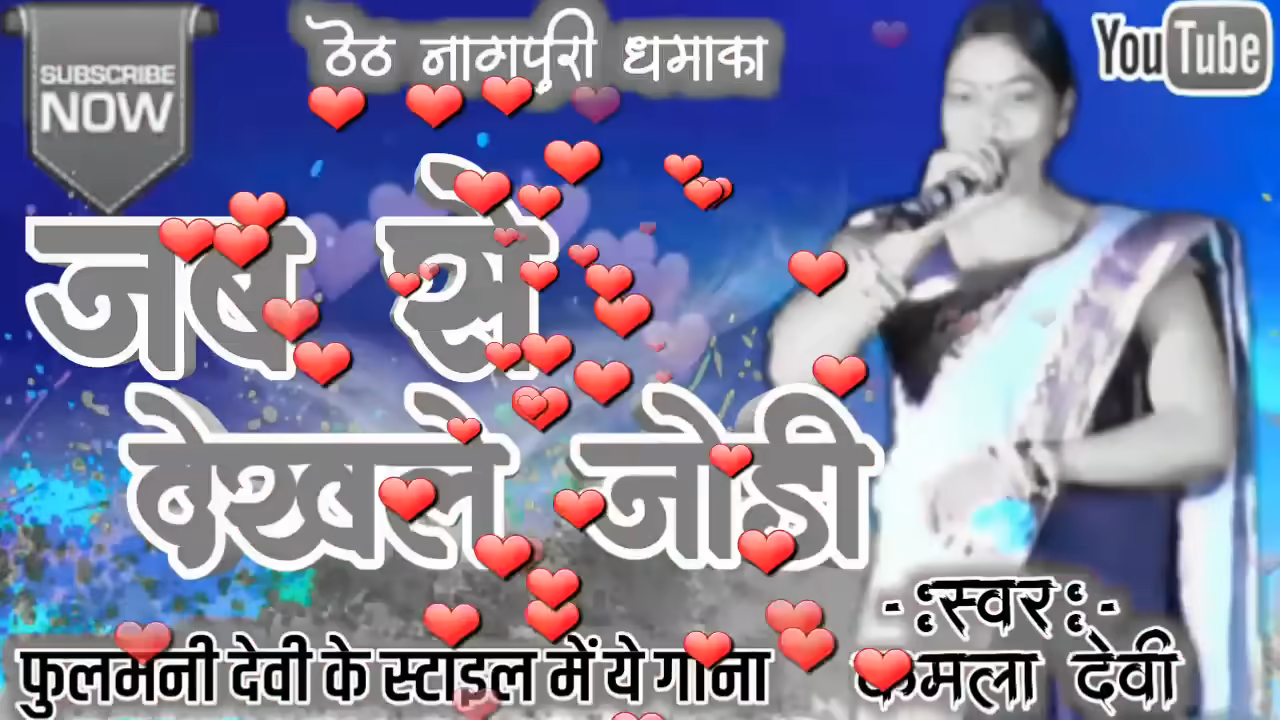 SUBSCRIBE
NOW
ठेठ नागपुरी धमाका
YouTube
जब से
देखले जोडी
-:स्वर:-
फुलमनी देवी के स्टाइल में ये गाना
कमला देवी